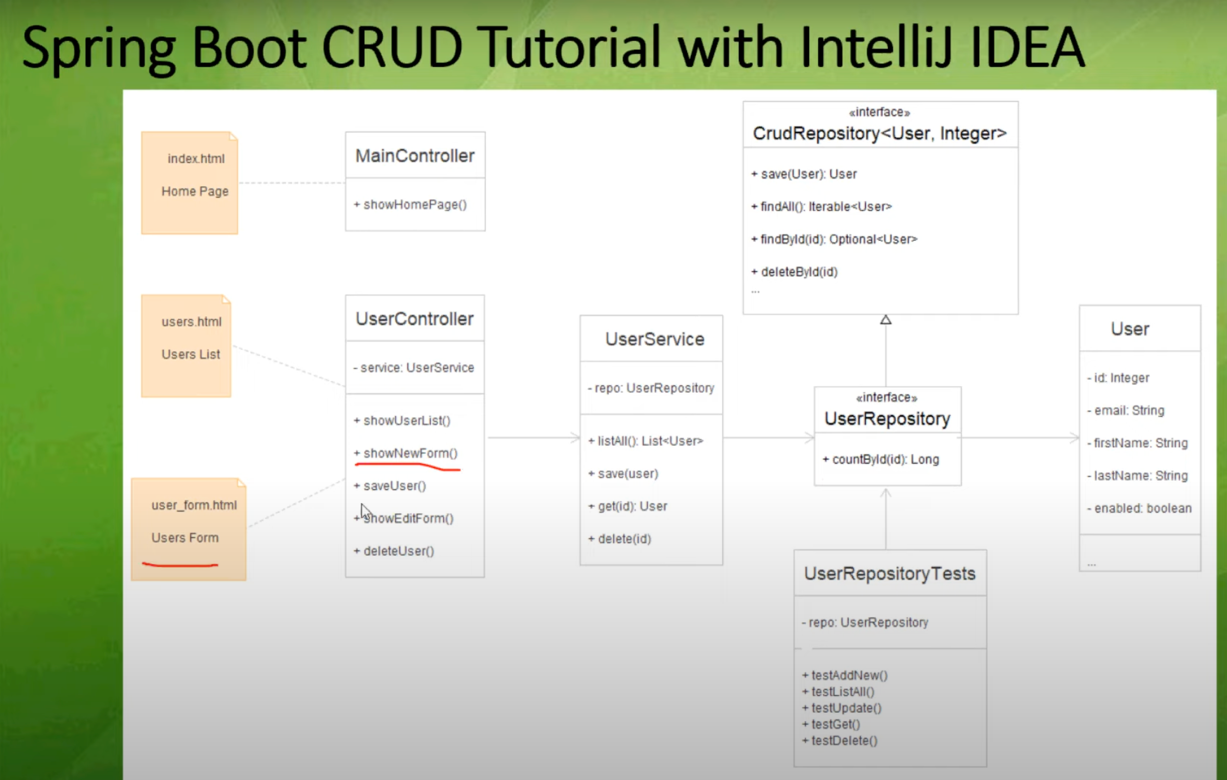 Spring Boot CRUD Tutorial with IntelliJ IDEA
index.html
Home Page
MainController
+ showHomePage()
«interface»
CrudRepository<User, Integer>
+ save(User): User
+ findAll(): Iterable<User>
+ findById(id): Optional<User>
+ deleteById(id)
...
users.html
Users List
UserController
- service: UserService
+ showUserList()
+ showNewForm()
+ saveUser()
+ showEditForm()
+ deleteUser()
user_form.html
Users Form
UserService
- repo: UserRepository
+ listAll(): List<User>
+ save(user)
+ get(id): User
+ delete(id)
«interface»
UserRepository
+ countById(id): Long
User
- id: Integer
- email: String
- firstName: String
- lastName: String
- enabled: boolean
...
UserRepositoryTests
- repo: UserRepository
+ testAddNew()
+ testListAll()
+ testUpdate()
+ testGet()
+ testDelete()